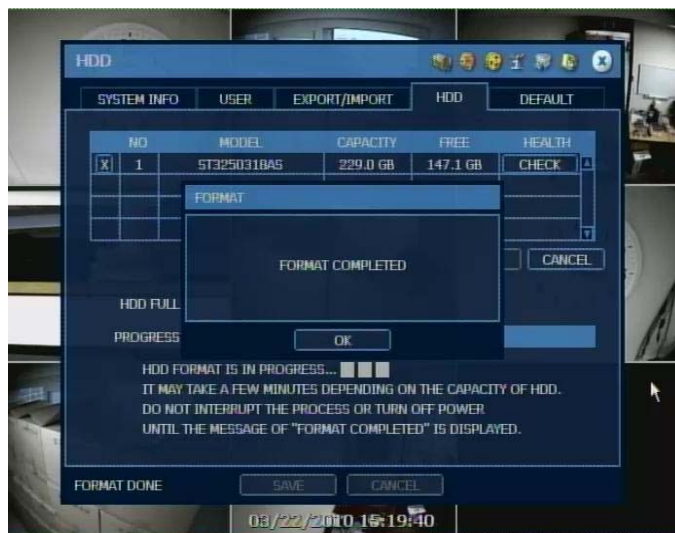 HDD
SYSTEM INFO USER EXPORT/IMPORT HDD DEFAULT
NO MODEL CAPACITY FREE HEALTH
X 1 ST3250318AS 229.0 GB 147.1 GB CHECK
FORMAT
FORMAT COMPLETED
CANCEL
HDD FULL
PROGRESS
OK
HDD FORMAT IS IN PROGRESS...
IT MAY TAKE A FEW MINUTES DEPENDING ON THE CAPACITY OF HDD.
DO NOT INTERRUPT THE PROCESS OR TURN OFF POWER
UNTIL THE MESSAGE OF "FORMAT COMPLETED" IS DISPLAYED.
FORMAT DONE SAVE CANCEL
03/22/2010 15:19:40